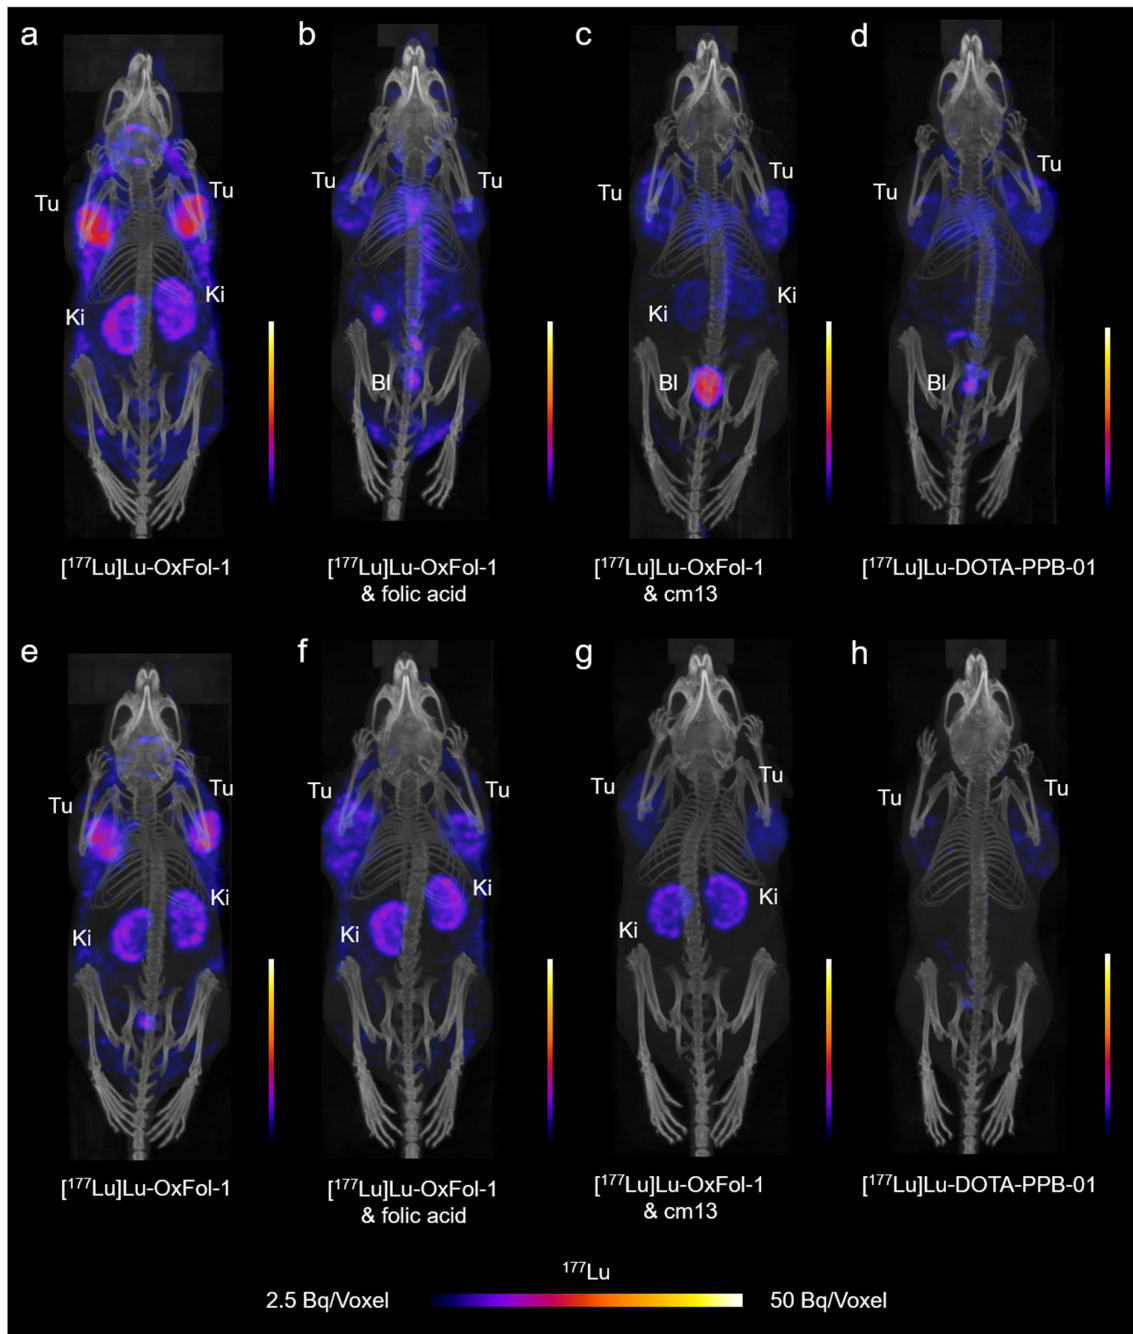 a
b
c
d
Tu
Tu
Ki
Ki
Tu
Tu
Bl
Tu
Tu
Ki
Ki
Bl
Tu
Tu
Bl
[¹⁷⁷Lu]Lu-OxFol-1
[¹⁷⁷Lu]Lu-OxFol-1
& folic acid
[¹⁷⁷Lu]Lu-OxFol-1
& cm13
[¹⁷⁷Lu]Lu-DOTA-PPB-01
e
f
g
h
Tu
Tu
Ki
Ki
Tu
Tu
Ki
Ki
Tu
Tu
Ki
Ki
Tu
Tu
[¹⁷⁷Lu]Lu-OxFol-1
[¹⁷⁷Lu]Lu-OxFol-1
& folic acid
[¹⁷⁷Lu]Lu-OxFol-1
& cm13
[¹⁷⁷Lu]Lu-DOTA-PPB-01
¹⁷⁷Lu
2.5 Bq/Voxel
50 Bq/Voxel